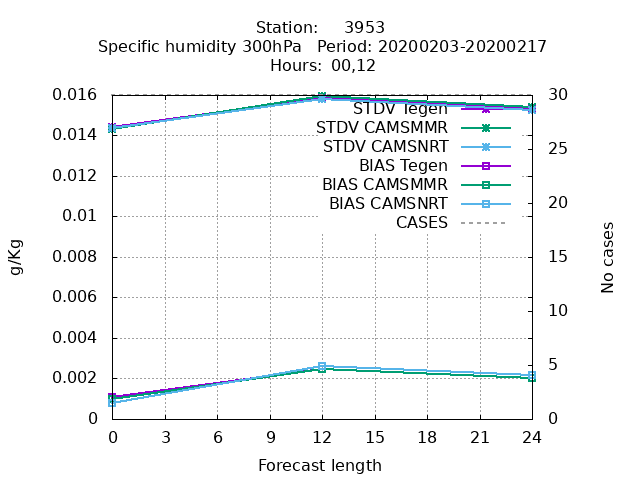 Station:     3953
Specific humidity 300hPa   Period: 20200203-20200217
Hours: 00,12
0.016
0.014
0.012
0.01
0.008
0.006
0.004
0.002
0
g/Kg
STDV Tegen
STDV CAMSMMR
STDV CAMSNRT
BIAS Tegen
BIAS CAMSMMR
BIAS CAMSNRT
CASES
30
25
20
15
10
5
0
No cases
0 3 6 9 12 15 18 21 24
Forecast length